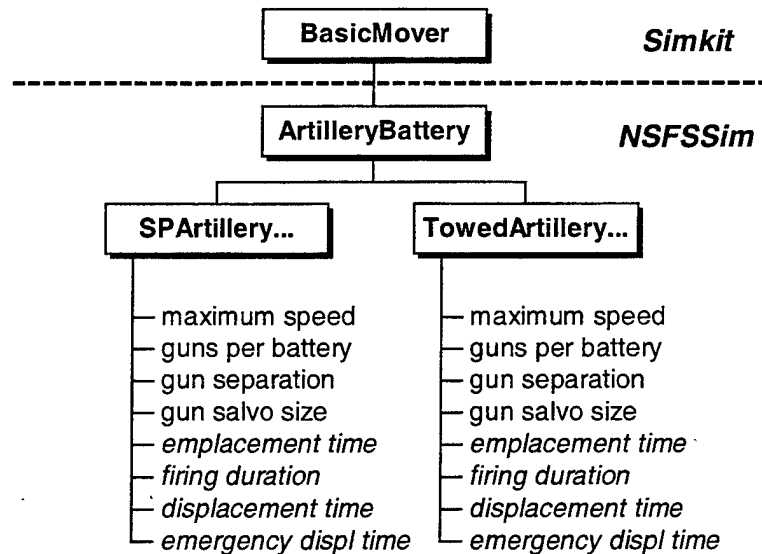 BasicMover
Simkit
ArtilleryBattery
NSFSSim
SPArtillery...
TowedArtillery...
maximum speed
guns per battery
gun separation
gun salvo size
emplacement time
firing duration
displacement time
emergency displ time
maximum speed
guns per battery
gun separation
gun salvo size
emplacement time
firing duration
displacement time
emergency displ time